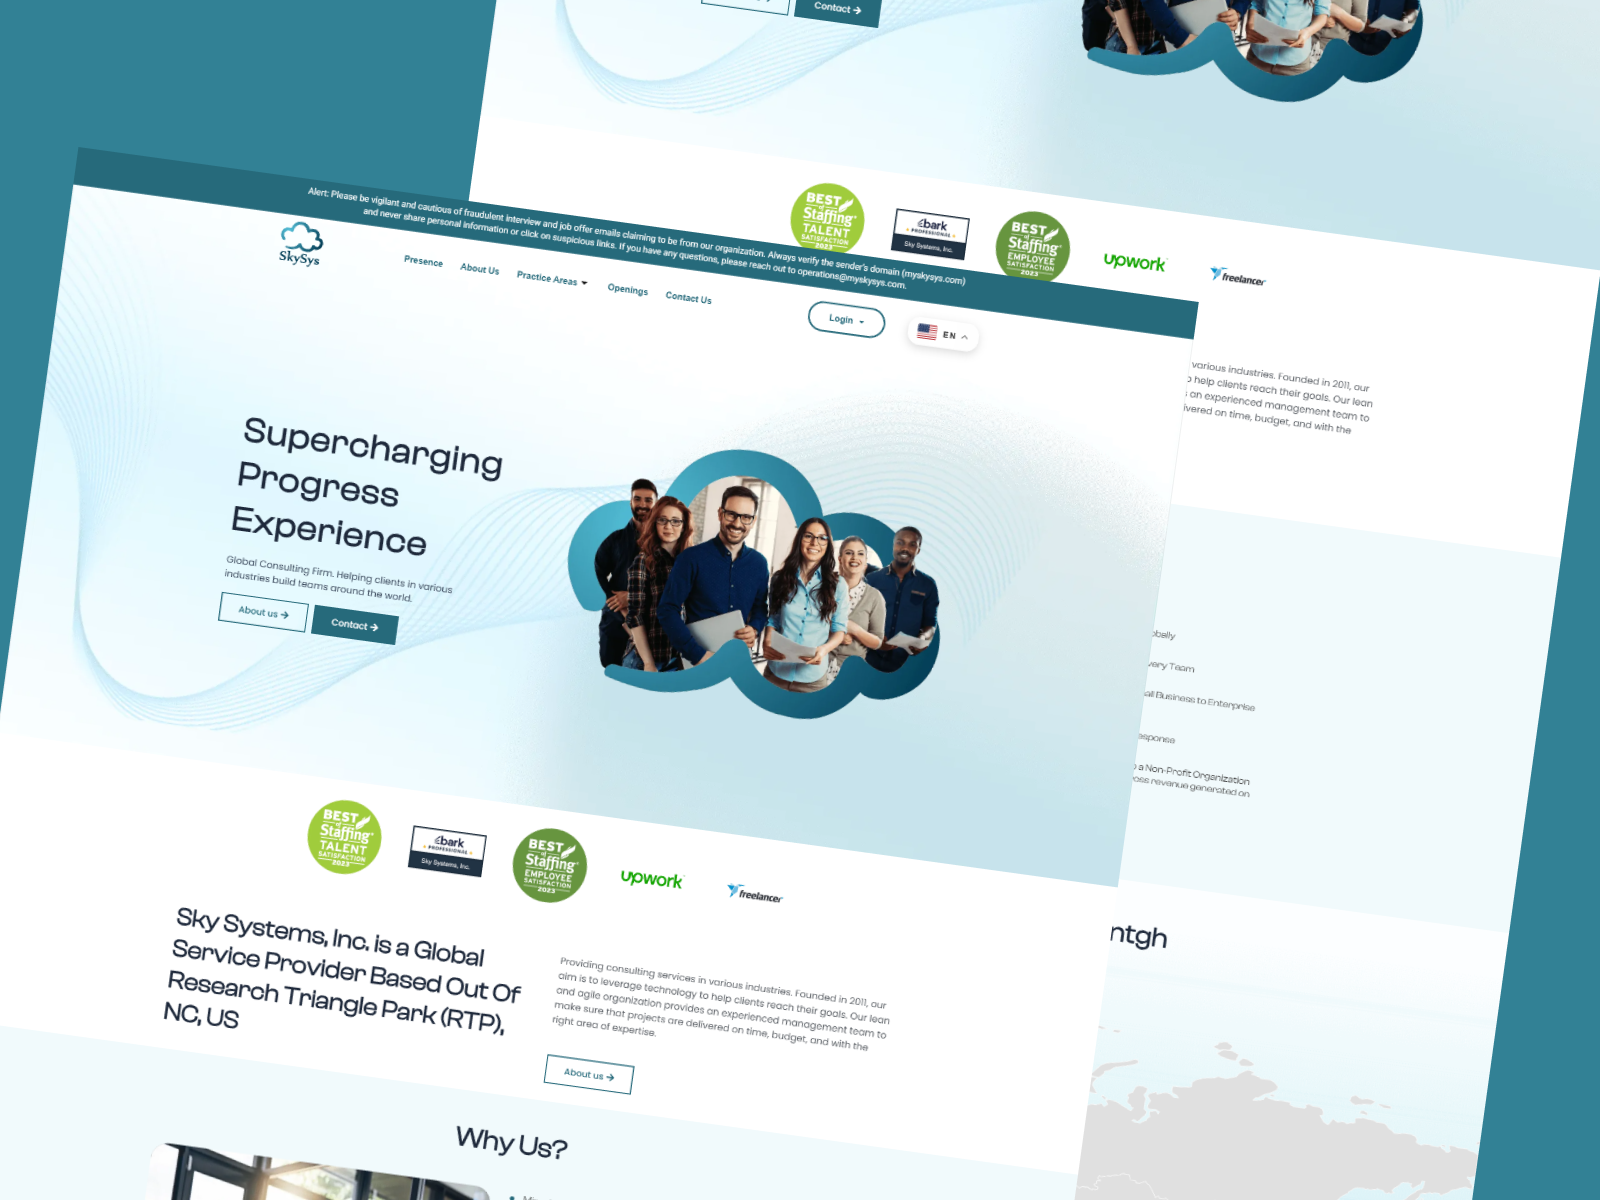 Contact →
BEST
of
Staffing
TALENT
SATISFACTION
2023
bark
PROFESSIONAL
Sky Systems, Inc.
BEST
of
Staffing
EMPLOYEE
SATISFACTION
2023
upwork
freelancer
various industries. Founded in 2011, our
help clients reach their goals. Our lean
on experienced management team to
ivered on time, budget, and with the
obally
very Team
all Business to Enterprise
esponse
a Non-Profit Organization
oss revenue generated on
ntgh
Alert: Please be vigilant and cautious of fraudulent interview and job offer emails claiming to be from our organization. Always verify the sender's domain (myskysys.com)
and never share personal information or click on suspicious links. If you have any questions, please reach out to operations@myskysys.com.
SkySys
Presence
About Us
Practice Areas
Openings
Contact Us
Login
EN
Supercharging
Progress
Experience
Global Consulting Firm. Helping clients in various
industries build teams around the world.
About us →
Contact →
BEST
of
Staffing
TALENT
SATISFACTION
2023
bark
PROFESSIONAL
Sky Systems, Inc.
BEST
of
Staffing
EMPLOYEE
SATISFACTION
2023
upwork
freelancer
Sky Systems, Inc. is a Global
Service Provider Based Out Of
Research Triangle Park (RTP),
NC, US
Providing consulting services in various industries. Founded in 2011, our
aim is to leverage technology to help clients reach their goals. Our lean
and agile organization provides an experienced management team to
make sure that projects are delivered on time, budget, and with the
right area of expertise.
About us →
Why Us?